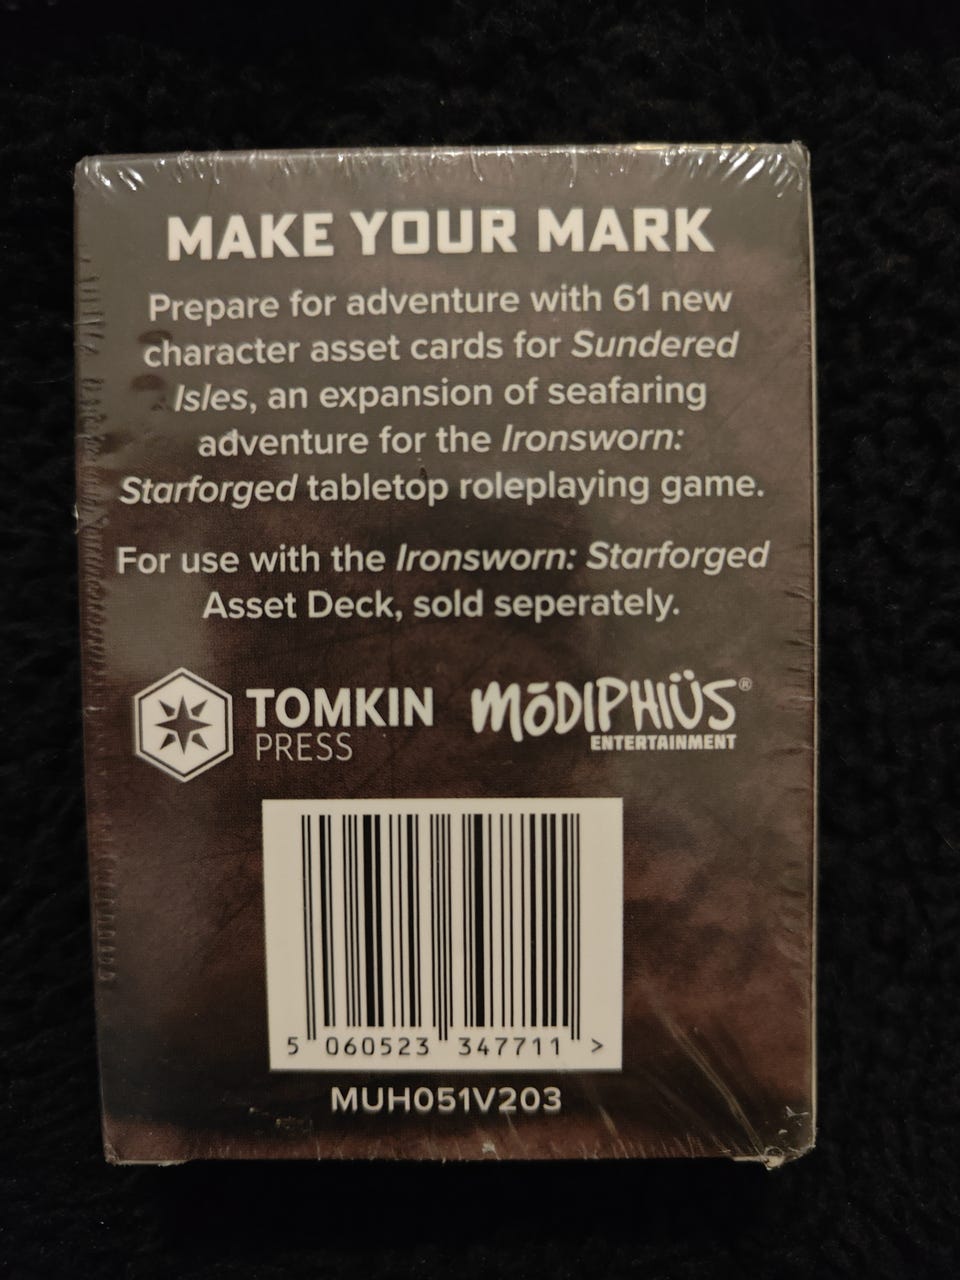 MAKE YOUR MARK
Prepare for adventure with 61 new
character asset cards for Sundered
Isles, an expansion of seafaring
adventure for the Ironsworn:
Starforged tabletop roleplaying game.
For use with the Ironsworn: Starforged
Asset Deck, sold seperately.
TOMKIN
PRESS
MŌDIPHIÜS®
ENTERTAINMENT
5 060523 347711 >
MUH051V203